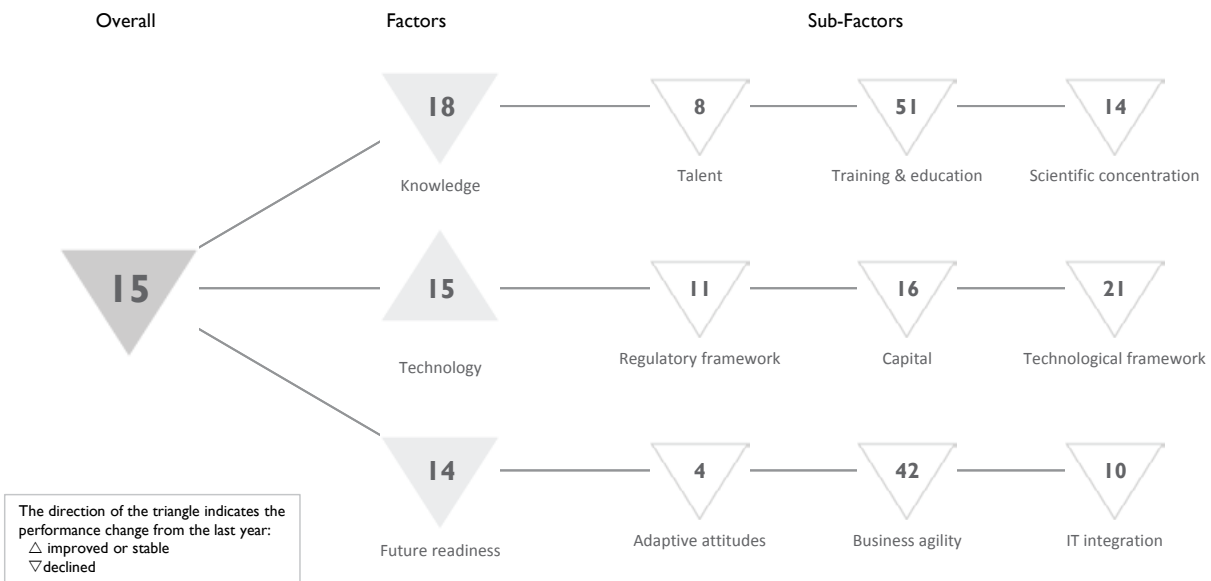 Overall
Factors
Sub-Factors
18
8
51
14
Knowledge
Talent
Training & education
Scientific concentration
15
15
11
16
21
Technology
Regulatory framework
Capital
Technological framework
14
4
42
10
Future readiness
Adaptive attitudes
Business agility
IT integration
The direction of the triangle indicates the
performance change from the last year:
△ improved or stable
▽declined